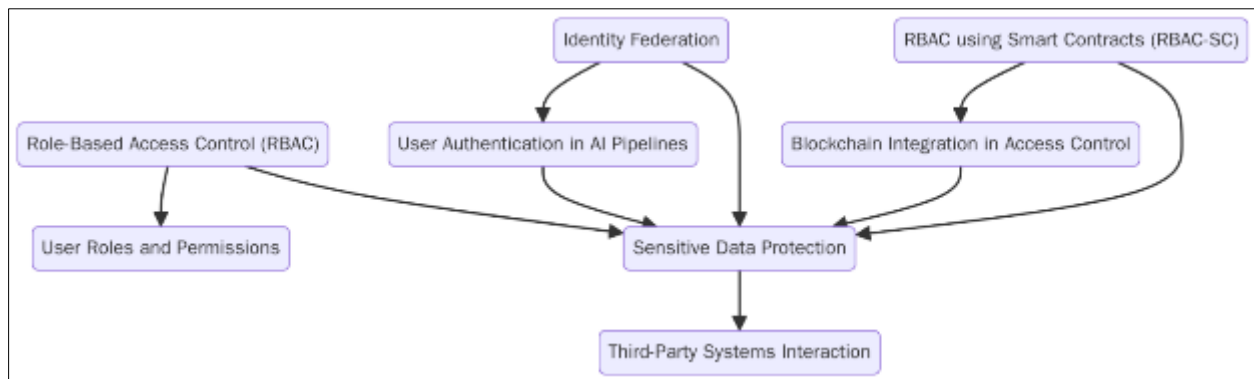 Identity Federation
RBAC using Smart Contracts (RBAC-SC)
Role-Based Access Control (RBAC)
User Authentication in AI Pipelines
Blockchain Integration in Access Control
User Roles and Permissions
Sensitive Data Protection
Third-Party Systems Interaction